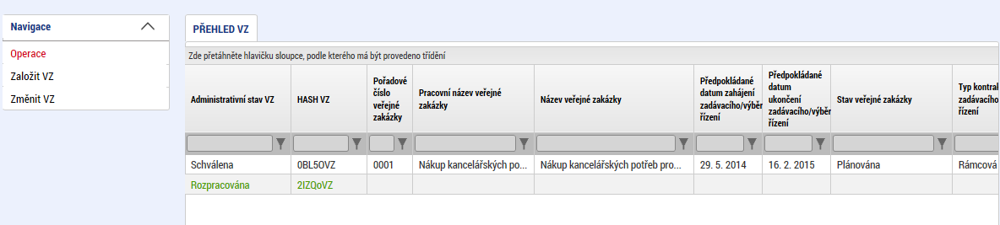 Navigace
Operace
Založit VZ
Změnit VZ
PŘEHLED VZ
Zde přetáhněte hlavičku sloupce, podle kterého má být provedeno třídění
Administrativní stav VZ
HASH VZ
Pořadové
číslo
veřejné
zakázky
Pracovní název veřejné
zakázky
Název veřejné zakázky
Předpokládané
datum zahájení
zadávacího/výběr
řízení
Předpokládané
datum
ukončení
zadávacího/výběr
řízení
Stav veřejné zakázky
Typ kontrak
zadávacího
řízení
Schválena 0BL5OVZ 0001 Nákup kancelářských po... Nákup kancelářských potřeb pro... 29. 5. 2014 16. 2. 2015 Plánována Rámcová
Rozpracována 2IZQoVZ